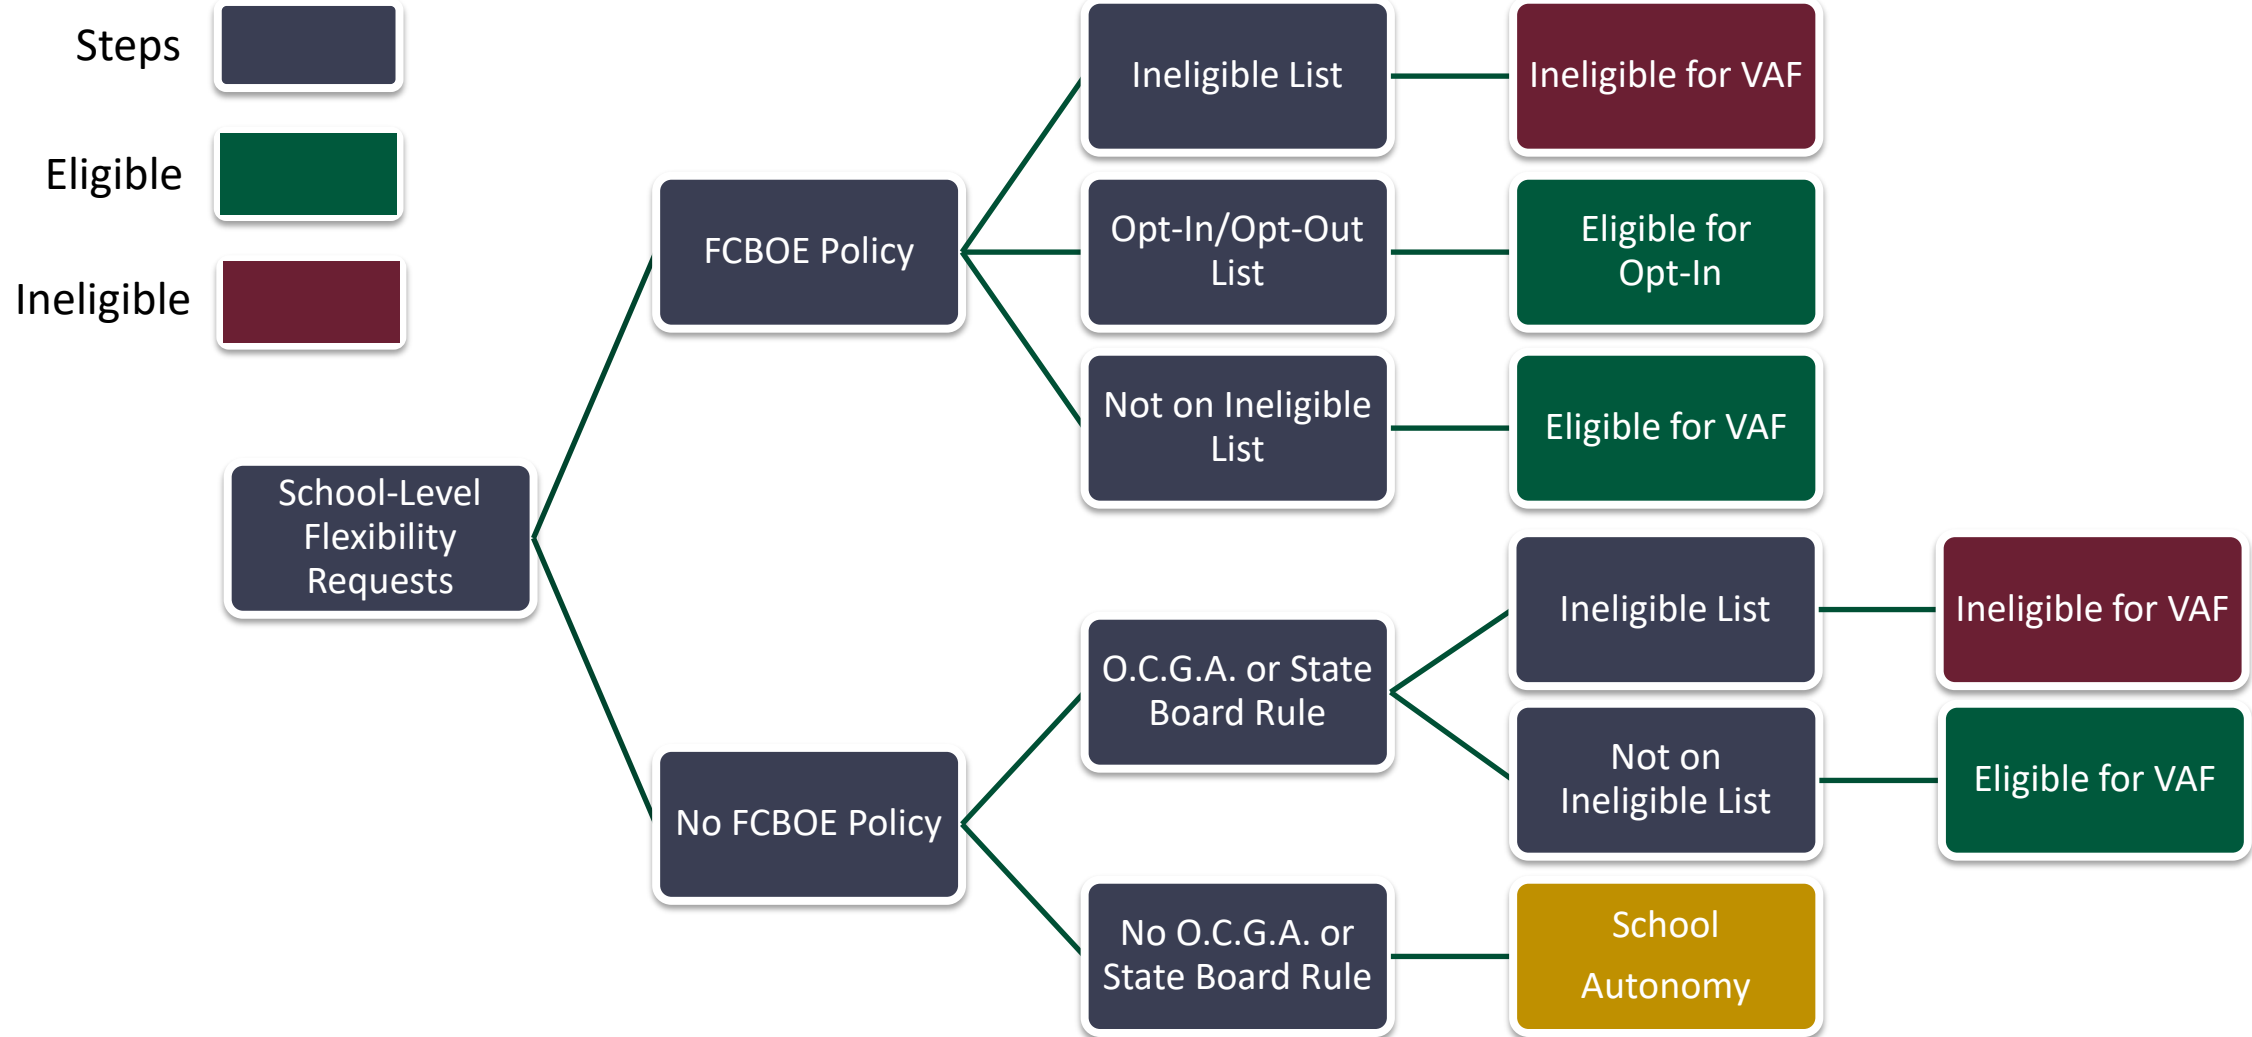 Steps
Eligible
Ineligible
School-Level
Flexibility
Requests
FCBOE Policy
Ineligible List
Ineligible for VAF
Opt-In/Opt-Out
List
Eligible for
Opt-In
Not on Ineligible
List
Eligible for VAF
No FCBOE Policy
O.C.G.A. or State
Board Rule
Ineligible List
Ineligible for VAF
Not on
Ineligible List
Eligible for VAF
No O.C.G.A. or
State Board Rule
School
Autonomy